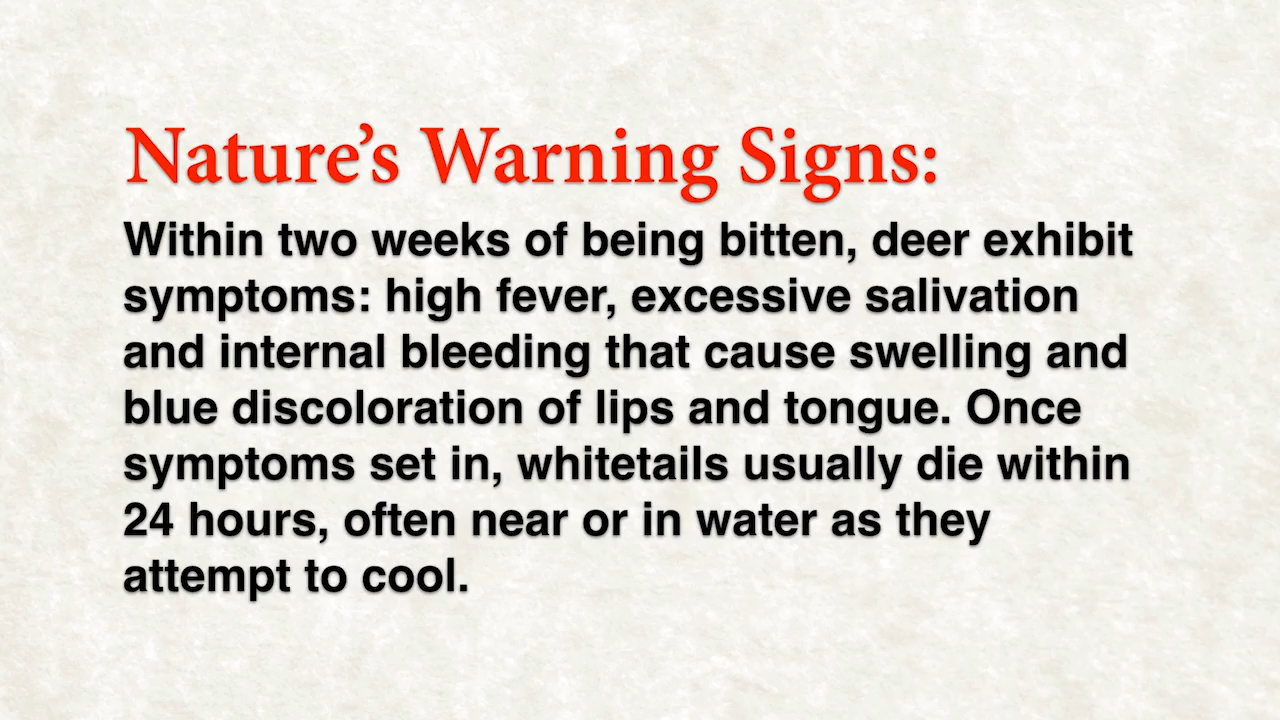 Nature’s Warning Signs:
Within two weeks of being bitten, deer exhibit
symptoms: high fever, excessive salivation
and internal bleeding that cause swelling and
blue discoloration of lips and tongue. Once
symptoms set in, whitetails usually die within
24 hours, often near or in water as they
attempt to cool.